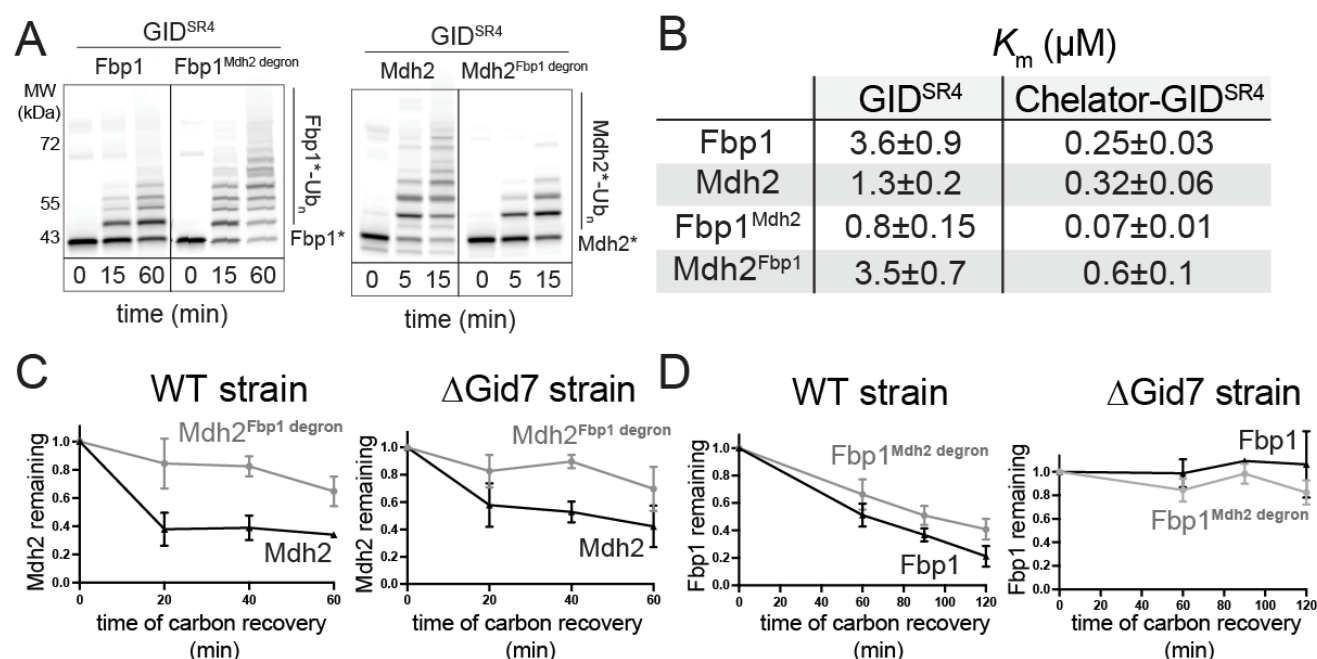 A
GID^SR4
Fbp1 Fbp1^Mdh2 degron
MW
(kDa)
72
55
43
Fbp1*-Ub_n
Fbp1*
0 15 60 0 15 60
time (min)
GID^SR4
Mdh2 Mdh2^Fbp1 degron
Mdh2*-Ub_n
Mdh2*
0 5 15 0 5 15
time (min)
B
K_m (µM)
GID^SR4 Chelator-GID^SR4
Fbp1 3.6±0.9 0.25±0.03
Mdh2 1.3±0.2 0.32±0.06
Fbp1^Mdh2 0.8±0.15 0.07±0.01
Mdh2^Fbp1 3.5±0.7 0.6±0.1
C
WT strain
Mdh2 remaining
1.0
0.8
0.6
0.4
0.2
0.0
Mdh2^Fbp1 degron
Mdh2
0 20 40 60
time of carbon recovery
(min)
ΔGid7 strain
Mdh2 remaining
1.0
0.8
0.6
0.4
0.2
0.0
Mdh2^Fbp1 degron
Mdh2
0 20 40 60
time of carbon recovery
(min)
D
WT strain
Fbp1 remaining
1.0
0.8
0.6
0.4
0.2
0.0
Fbp1^Mdh2 degron
Fbp1
0 20 40 60 80 100 120
time of carbon recovery
(min)
ΔGid7 strain
Fbp1 remaining
1.0
0.8
0.6
0.4
0.2
0.0
Fbp1
Fbp1^Mdh2 degron
0 20 40 60 80 100 120
time of carbon recovery
(min)